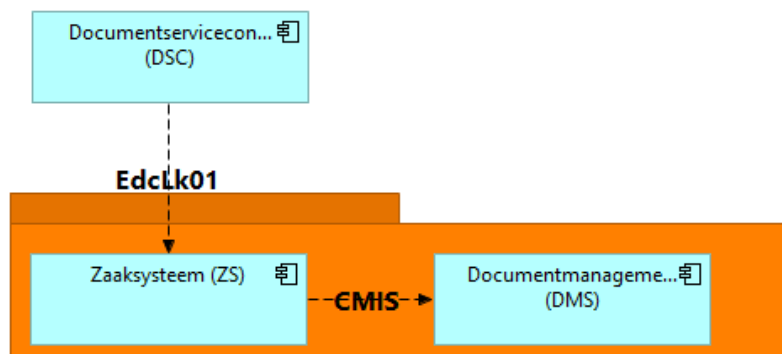 Documentservicecon...
(DSC)
EdcLk01
Zaaksysteem (ZS)
CMIS
Documentmanageme...
(DMS)